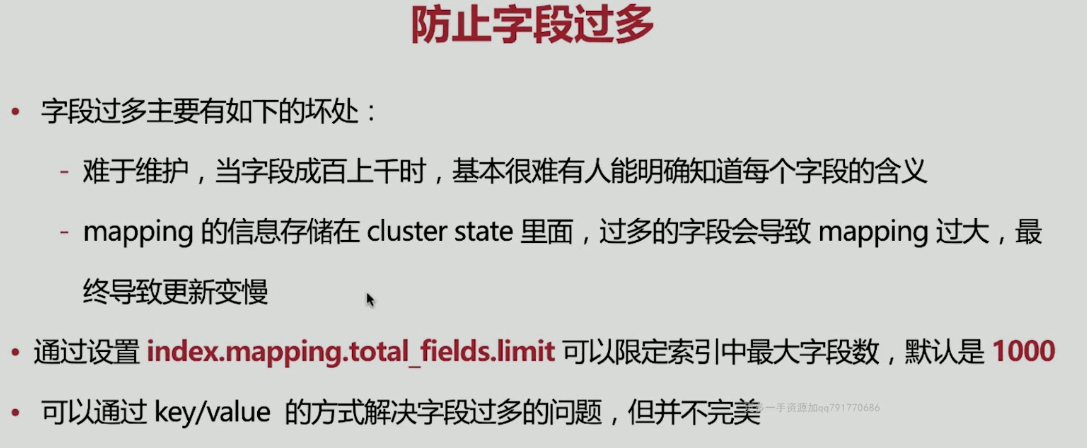 防止字段过多
• 字段过多主要有如下的坏处：
- 难于维护，当字段成百上千时，基本很难有人能明确知道每个字段的含义
- mapping 的信息存储在 cluster state 里面，过多的字段会导致 mapping 过大，最
终导致更新变慢
• 通过设置 index.mapping.total_fields.limit 可以限定索引中最大字段数，默认是 1000
• 可以通过 key/value 的方式解决字段过多的问题，但并不完美
一手资源加qq791770686